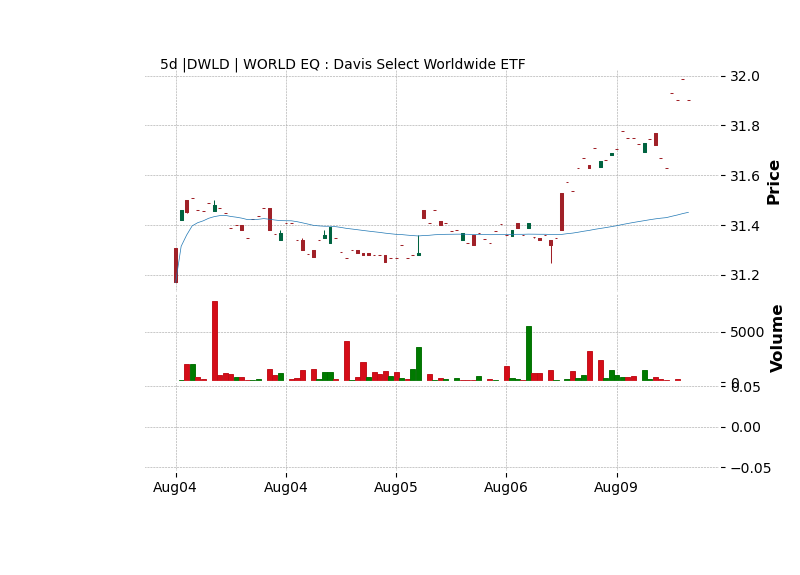 5d |DWLD | WORLD EQ : Davis Select Worldwide ETF
32.0
31.8
31.6
31.4
31.2
Price
5000
0
Volume
0.05
0.00
−0.05
Aug04 Aug04 Aug05 Aug06 Aug09